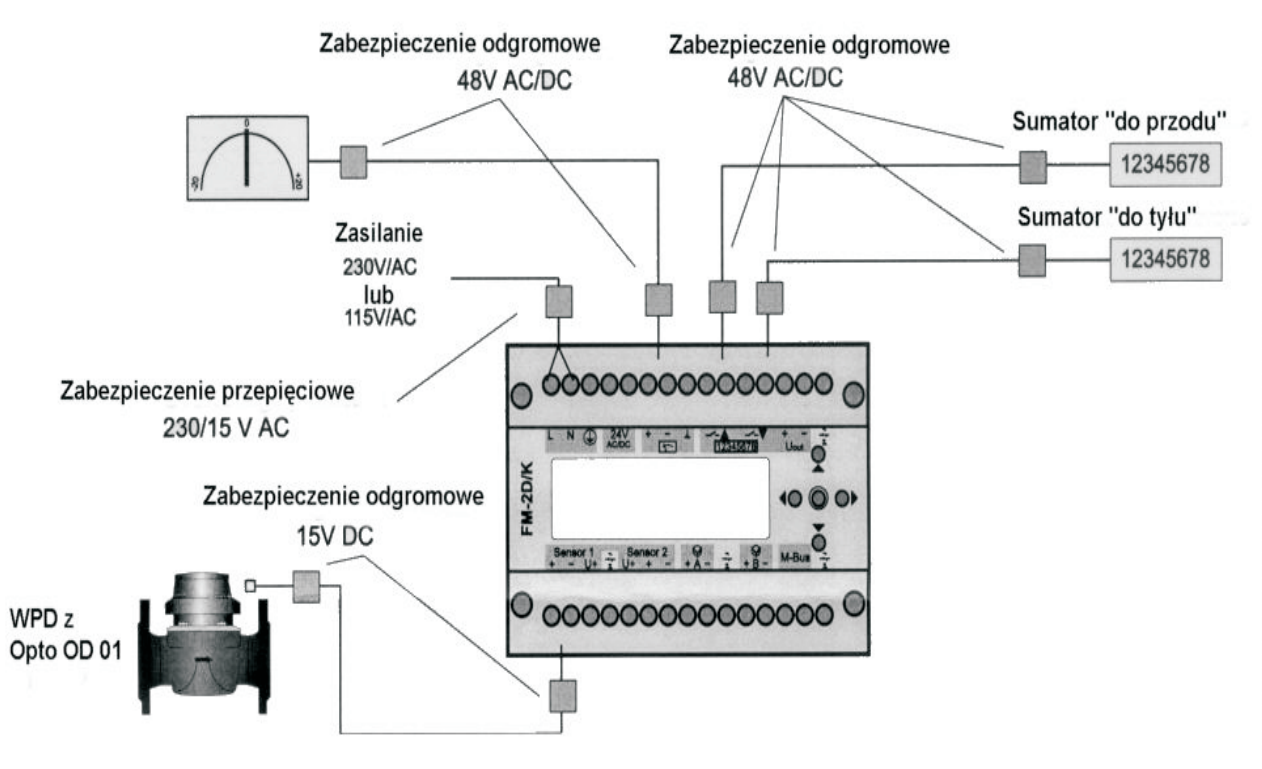 Zabezpieczenie odgromowe
48V AC/DC
Zabezpieczenie odgromowe
48V AC/DC
Sumator "do przodu"
12345678
Sumator "do tyłu"
12345678
0
Zasilanie
230V/AC
lub
115V/AC
Zabezpieczenie przepięciowe
230/15 V AC
L N 24V + - + -
AC/DC 12345678 Uout
FM-2D/K
Sensor 1 Sensor 2 M-Bus
+ - U+ U+ + - + A - + B -
Zabezpieczenie odgromowe
15V DC
WPD z
Opto OD 01